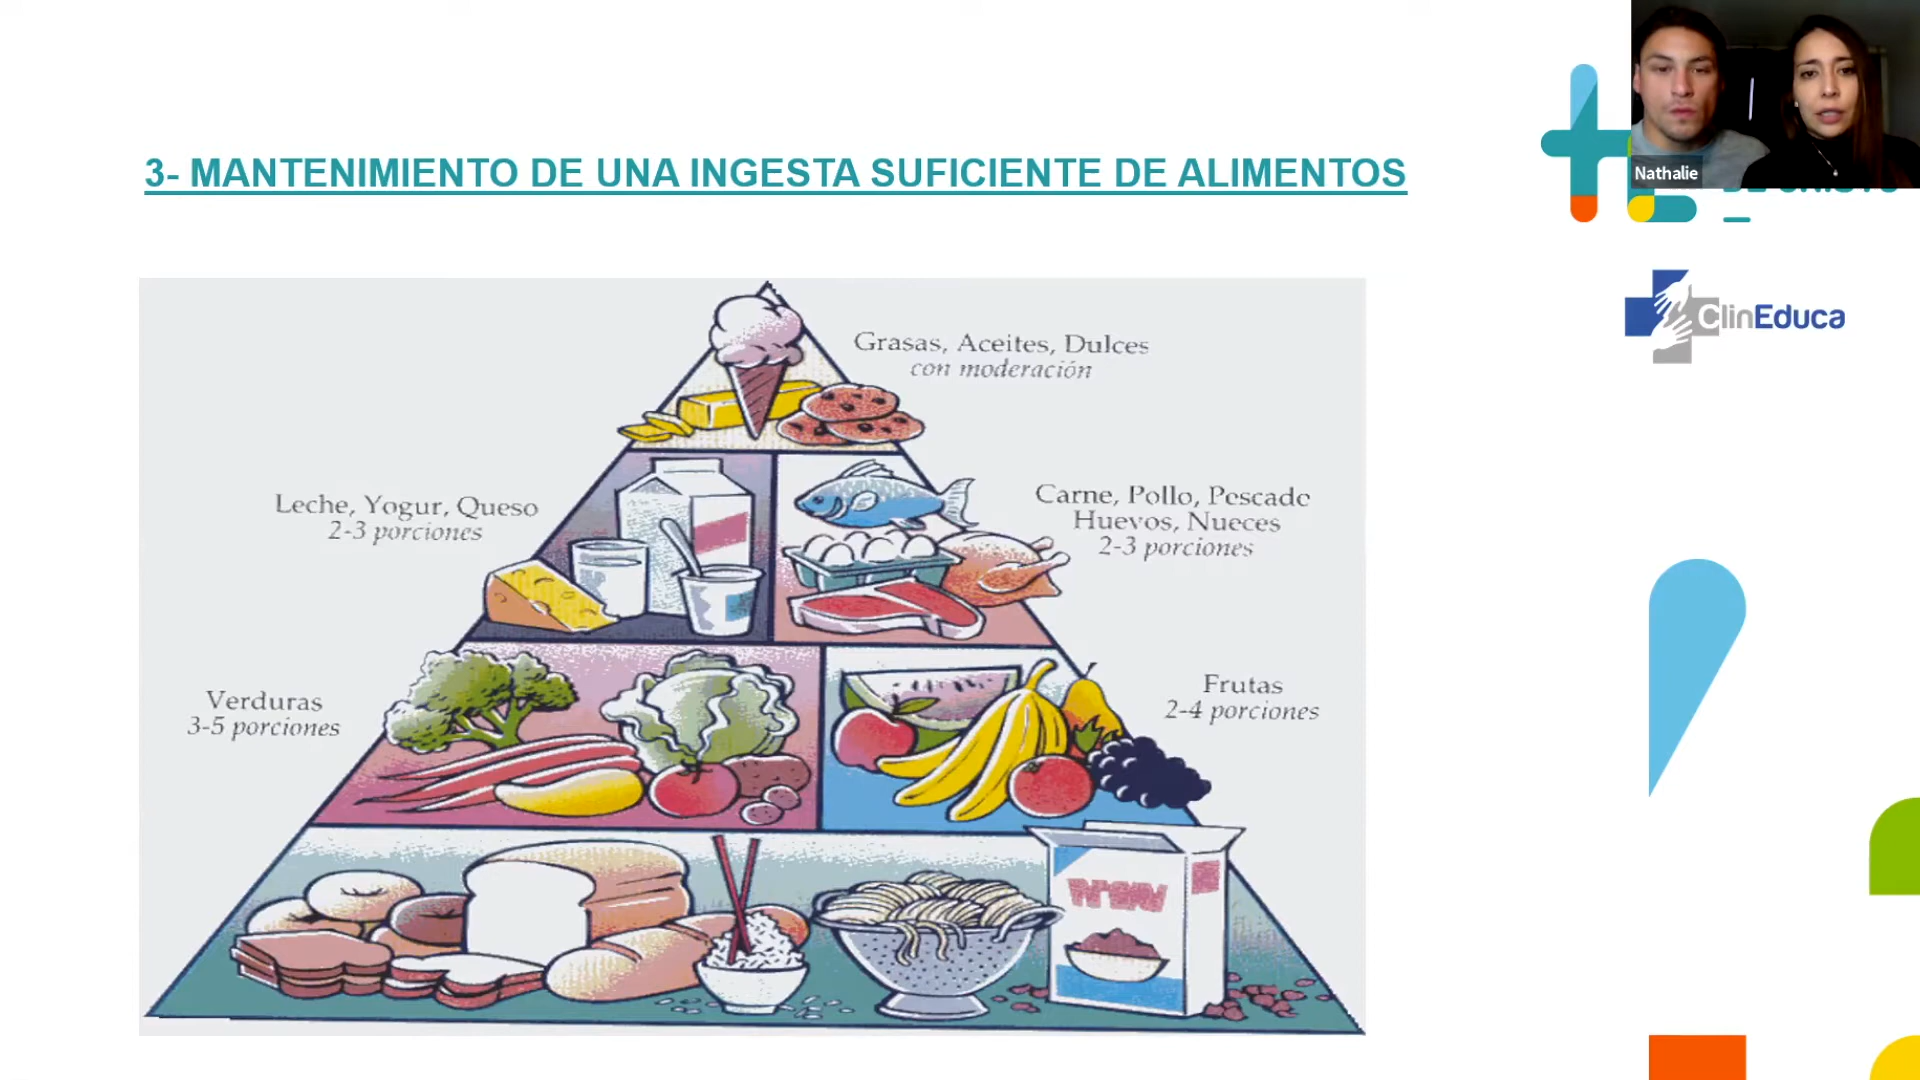 Nathalie
3- MANTENIMIENTO DE UNA INGESTA SUFICIENTE DE ALIMENTOS
ClinEduca
Grasas, Aceites, Dulces
con moderación
Leche, Yogur, Queso
2-3 porciones
Carne, Pollo, Pescado
Huevos, Nueces
2-3 porciones
Verduras
3-5 porciones
Frutas
2-4 porciones